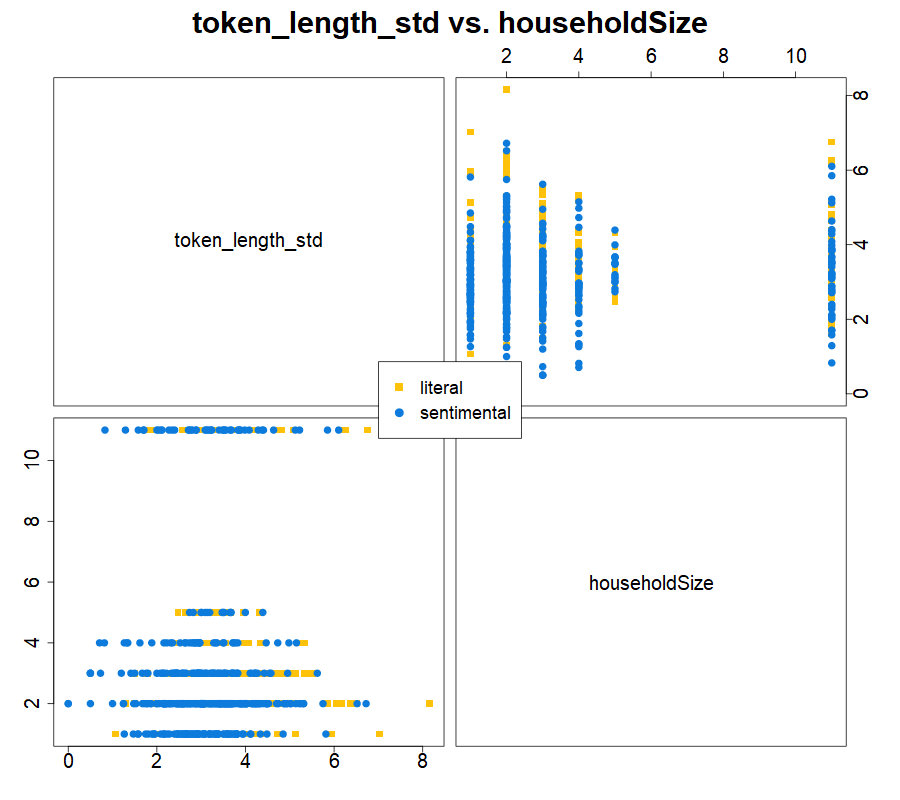 token_length_std vs. householdSize
2 4 6 8 10
token_length_std
0 2 4 6 8
literal
sentimental
2 4 6 8 10
householdSize
0 2 4 6 8